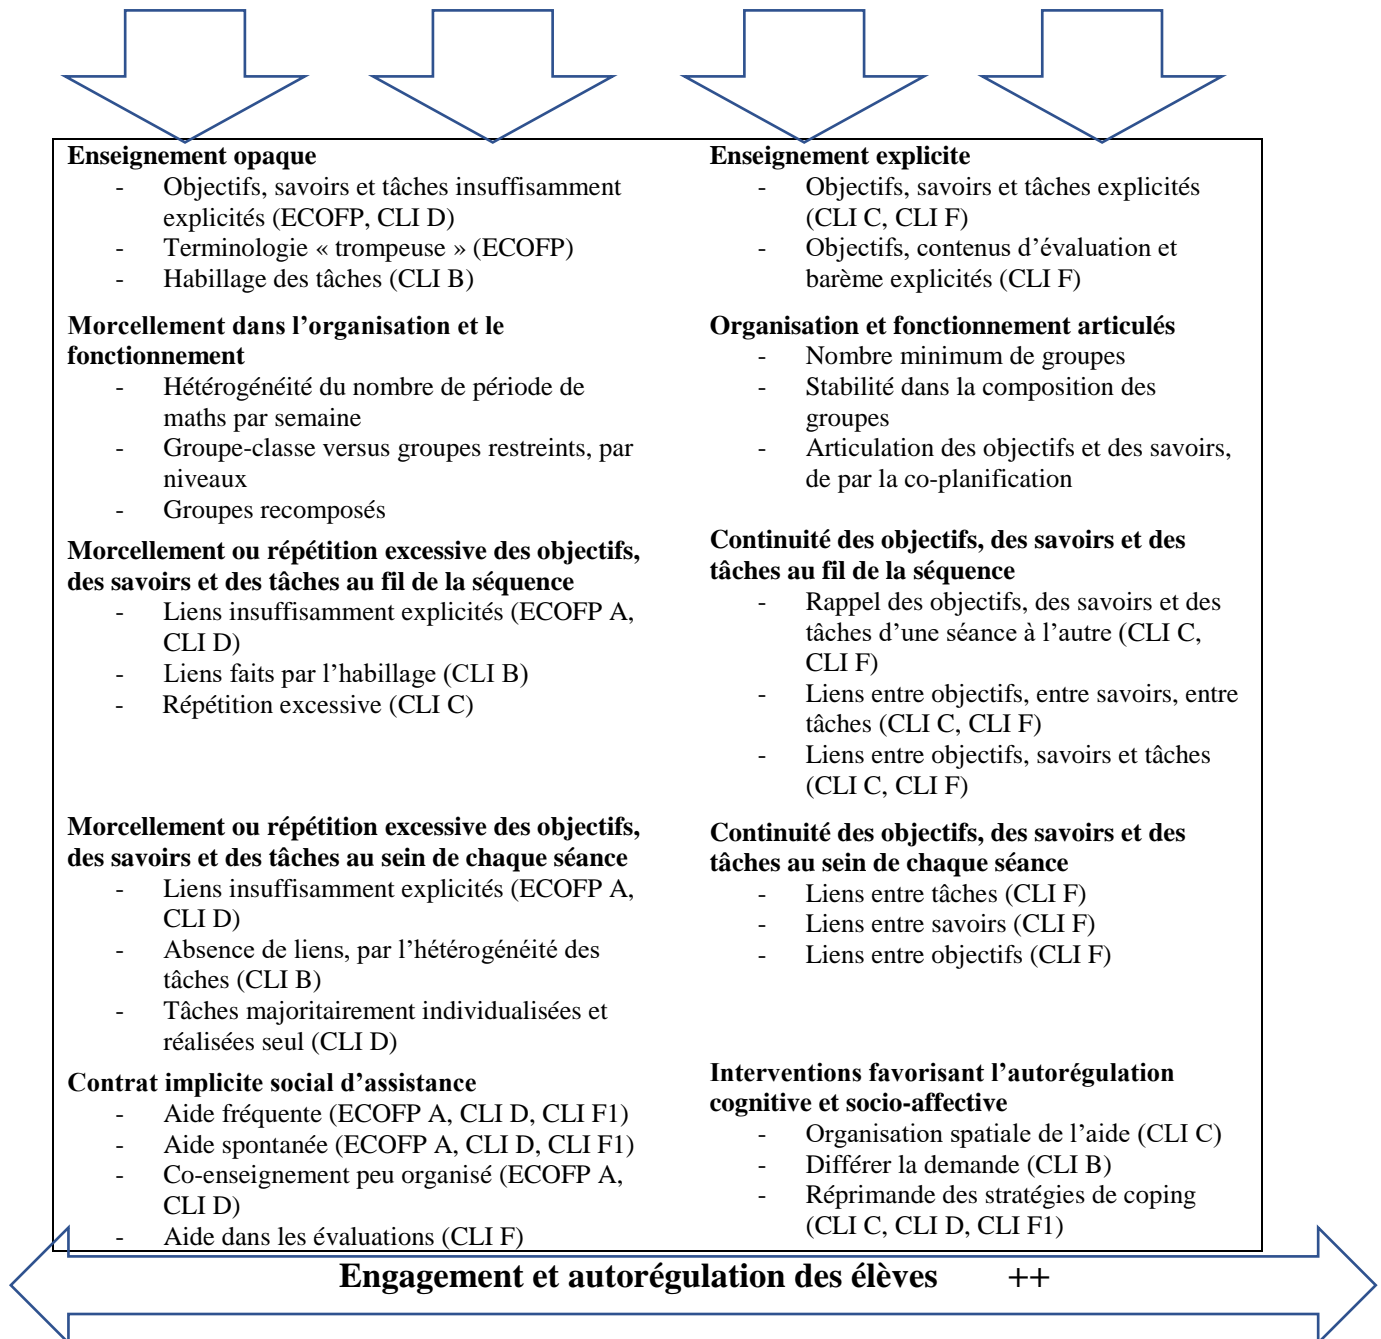 Enseignement opaque
- Objectifs, savoirs et tâches insuffisamment
explicités (ECOFP, CLI D)
- Terminologie « trompeuse » (ECOFP)
- Habillage des tâches (CLI B)
Morcellement dans l’organisation et le
fonctionnement
- Hétérogénéité du nombre de période de
maths par semaine
- Groupe-classe versus groupes restreints, par
niveaux
- Groupes recomposés
Morcellement ou répétition excessive des objectifs,
des savoirs et des tâches au fil de la séquence
- Liens insuffisamment explicités (ECOFP A,
CLI D)
- Liens faits par l’habillage (CLI B)
- Répétition excessive (CLI C)
Morcellement ou répétition excessive des objectifs,
des savoirs et des tâches au sein de chaque séance
- Liens insuffisamment explicités (ECOFP A,
CLI D)
- Absence de liens, par l’hétérogénéité des
tâches (CLI B)
- Tâches majoritairement individualisées et
réalisées seul (CLI D)
Contrat implicite social d’assistance
- Aide fréquente (ECOFP A, CLI D, CLI F1)
- Aide spontanée (ECOFP A, CLI D, CLI F1)
- Co-enseignement peu organisé (ECOFP A,
CLI D)
- Aide dans les évaluations (CLI F)
Enseignement explicite
- Objectifs, savoirs et tâches explicités
(CLI C, CLI F)
- Objectifs, contenus d’évaluation et
barème explicités (CLI F)
Organisation et fonctionnement articulés
- Nombre minimum de groupes
- Stabilité dans la composition des
groupes
- Articulation des objectifs et des savoirs,
de par la co-planification
Continuité des objectifs, des savoirs et des
tâches au fil de la séquence
- Rappel des objectifs, des savoirs et des
tâches d’une séance à l’autre (CLI C,
CLI F)
- Liens entre objectifs, entre savoirs, entre
tâches (CLI C, CLI F)
- Liens entre objectifs, savoirs et tâches
(CLI C, CLI F)
Continuité des objectifs, des savoirs et des
tâches au sein de chaque séance
- Liens entre tâches (CLI F)
- Liens entre savoirs (CLI F)
- Liens entre objectifs (CLI F)
Interventions favorisant l’autorégulation
cognitive et socio-affective
- Organisation spatiale de l’aide (CLI C)
- Différer la demande (CLI B)
- Réprimande des stratégies de coping
(CLI C, CLI D, CLI F1)
Engagement et autorégulation des élèves ++